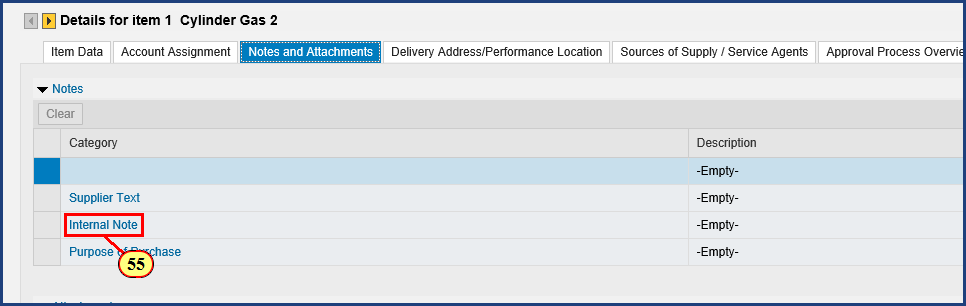 Details for item 1 Cylinder Gas 2
Item Data Account Assignment Notes and Attachments Delivery Address/Performance Location Sources of Supply / Service Agents Approval Process
Notes
Clear
Category Description
-Empty-
Supplier Text -Empty-
Internal Note -Empty-
Purpose of Purchase -Empty-
55